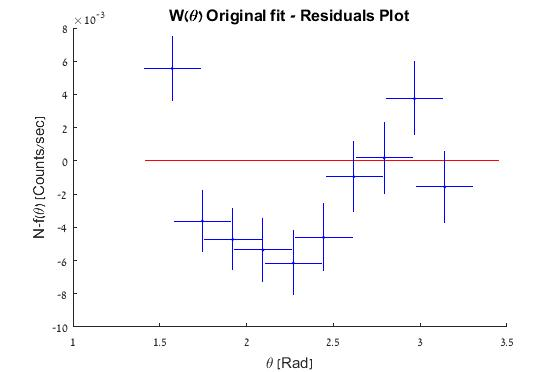 W(θ) Original fit - Residuals Plot
×10⁻³
8
6
4
2
0
-2
-4
-6
-8
-10
N-f(θ) [Counts/sec]
1 1.5 2 2.5 3 3.5
θ [Rad]